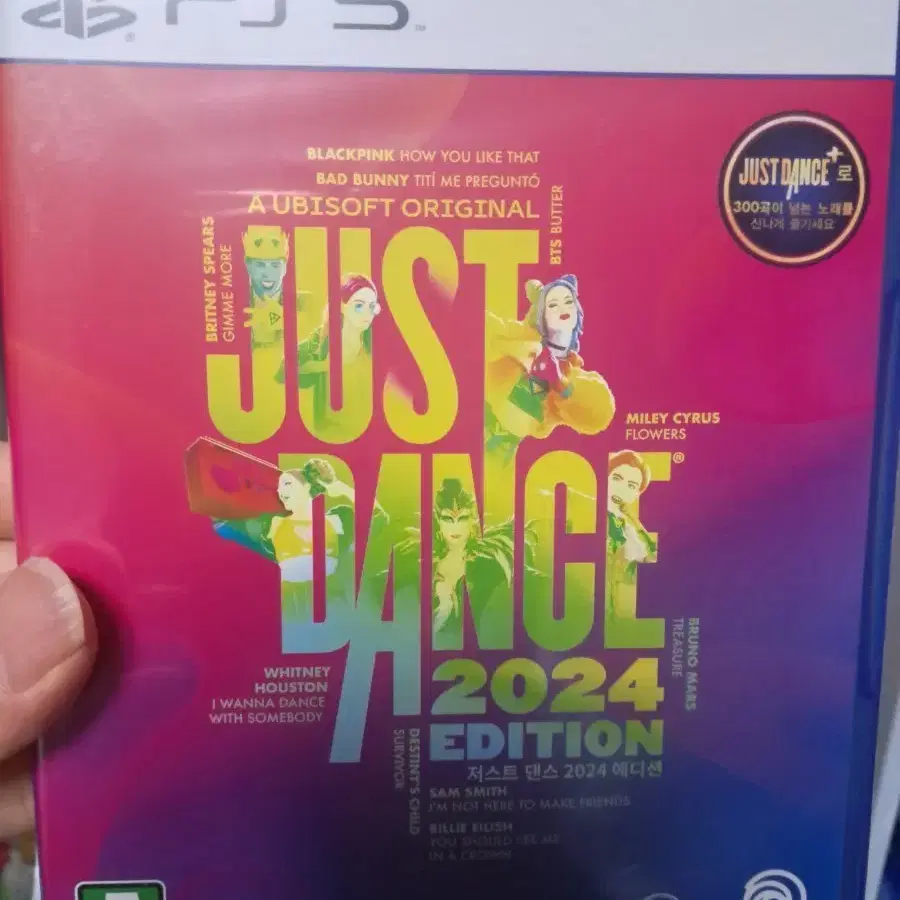 PS5
™
BLACKPINK HOW YOU LIKE THAT
BAD BUNNY TITÍ ME PREGUNTÓ
A UBISOFT ORIGINAL
BRITNEY SPEARS
GIMME MORE
BTS BUTTER
JUST DANCE+로
300곡이 넘는 노래를
신나게 즐기세요
JUST
MILEY CYRUS
FLOWERS
DANCE®
BRUNO MARS
TREASURE
WHITNEY
HOUSTON
I WANNA DANCE
WITH SOMEBODY
2024
EDITION
저스트 댄스 2024 에디션
DESTINY'S CHILD
SURVIVOR
SAM SMITH
I'M NOT HERE TO MAKE FRIENDS
BILLIE EILISH
YOU SHOULD SEE ME
IN A CROWN